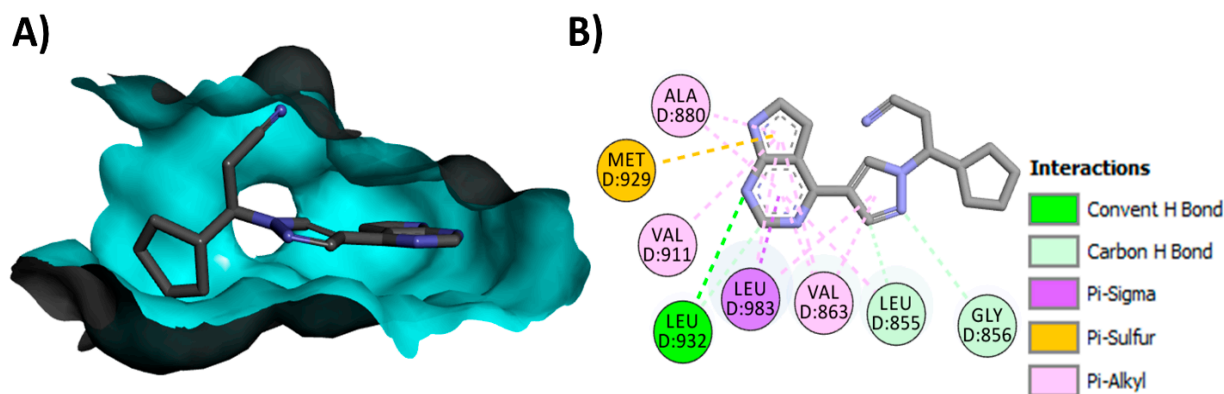 A)
B)
ALA
D:880
MET
D:929
VAL
D:911
LEU
D:932
LEU
D:983
VAL
D:863
LEU
D:855
GLY
D:856
Interactions
Convent H Bond
Carbon H Bond
Pi-Sigma
Pi-Sulfur
Pi-Alkyl